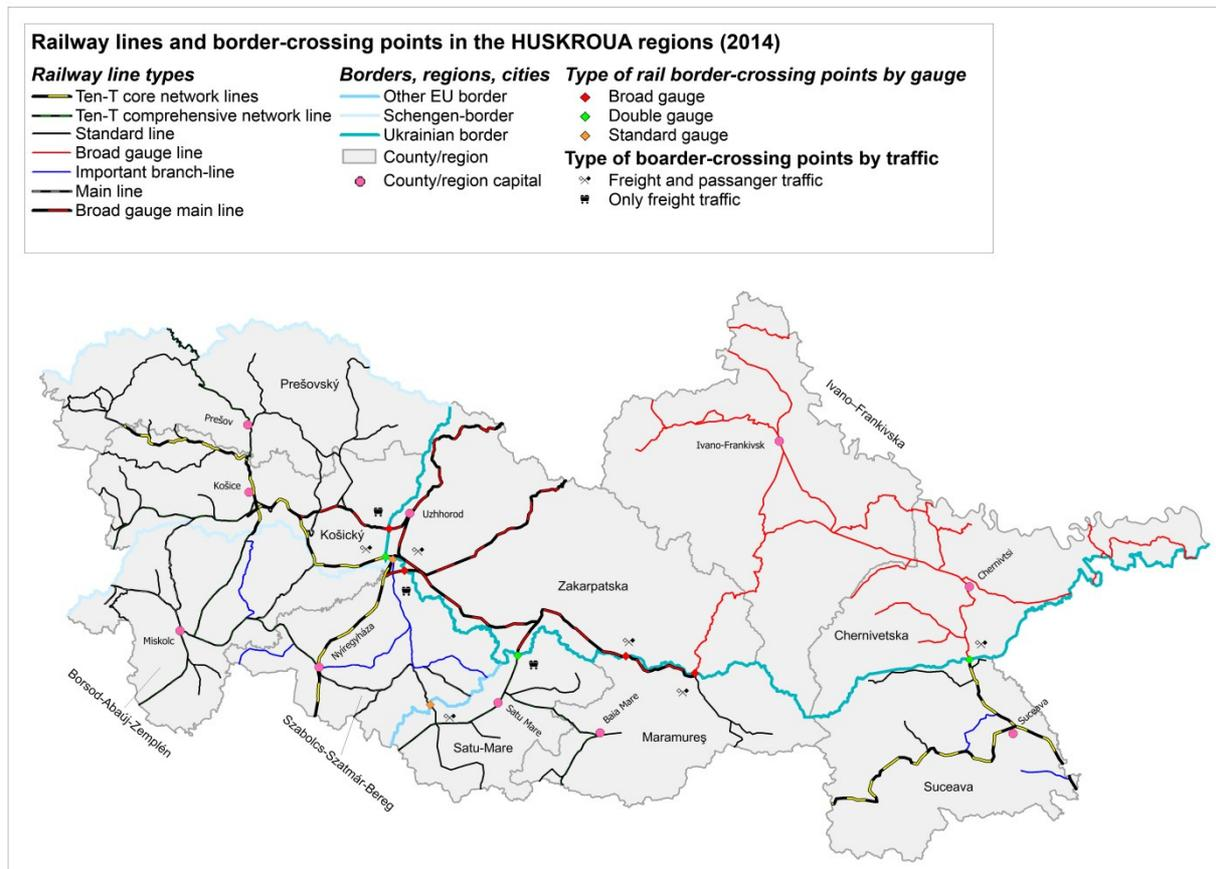 Railway lines and border-crossing points in the HUSKROUA regions (2014)
Railway line types
Ten-T core network lines
Ten-T comprehensive network line
Standard line
Broad gauge line
Important branch-line
Main line
Broad gauge main line
Borders, regions, cities
Other EU border
Schengen-border
Ukrainian border
County/region
County/region capital
Type of rail border-crossing points by gauge
Broad gauge
Double gauge
Standard gauge
Type of boarder-crossing points by traffic
Freight and passanger traffic
Only freight traffic
Prešovský
Ivano-Frankivska
Prešov
Ivano-Frankivsk
Košice
Uzhhorod
Košický
Zakarpatska
Chernivtsi
Chernivetska
Miskolc
Nyíregyháza
Borsod-Abaúj-Zemplén
Szabolcs-Szatmár-Bereg
Satu Mare
Baia Mare
Satu-Mare
Maramureş
Suceava
Suceava